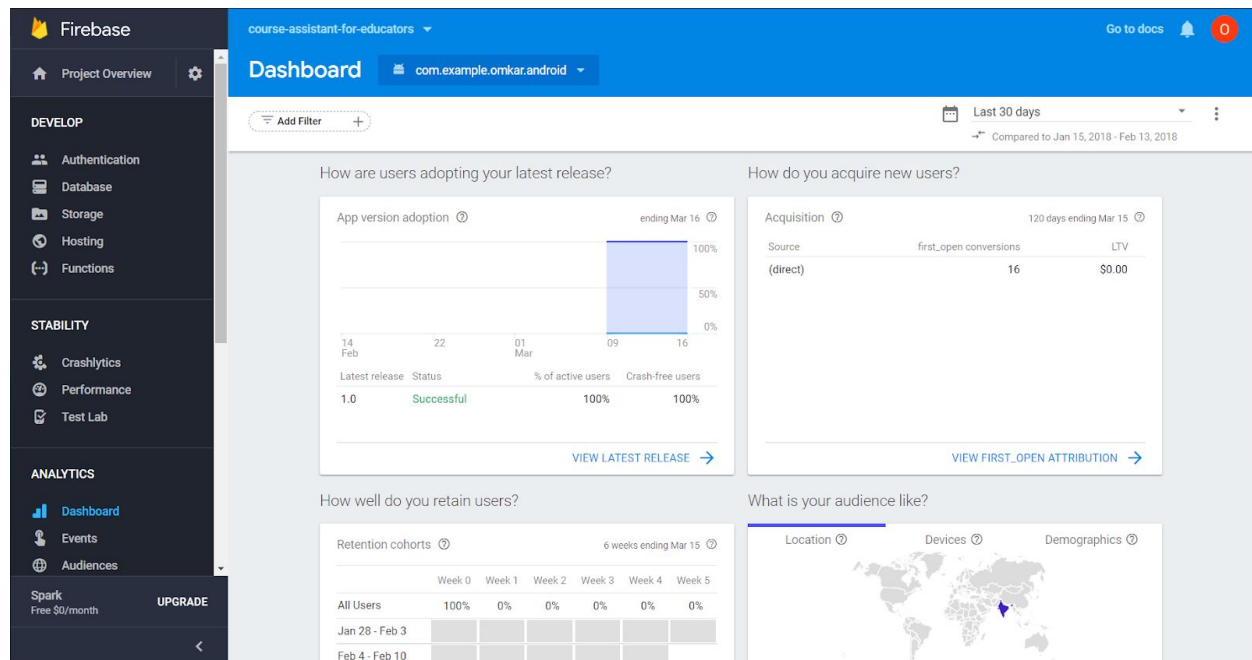 Firebase
Project Overview
DEVELOP
Authentication
Database
Storage
Hosting
Functions
STABILITY
Crashlytics
Performance
Test Lab
ANALYTICS
Dashboard
Events
Audiences
Spark
Free $0/month
UPGRADE
course-assistant-for-educators
Go to docs
O
Dashboard com.example.omkar.android
Add Filter
Last 30 days
Compared to Jan 15, 2018 - Feb 13, 2018
How are users adopting your latest release?
App version adoption ending Mar 16
100%
50%
0%
14 22 01 09 16
Feb Mar
Latest release Status % of active users Crash-free users
1.0 Successful 100% 100%
VIEW LATEST RELEASE
How do you acquire new users?
Acquisition 120 days ending Mar 15
Source first_open conversions LTV
(direct) 16 $0.00
VIEW FIRST_OPEN ATTRIBUTION
How well do you retain users?
Retention cohorts 6 weeks ending Mar 15
Week 0 Week 1 Week 2 Week 3 Week 4 Week 5
All Users 100% 0% 0% 0% 0% 0%
Jan 28 - Feb 3
Feb 4 - Feb 10
What is your audience like?
Location Devices Demographics